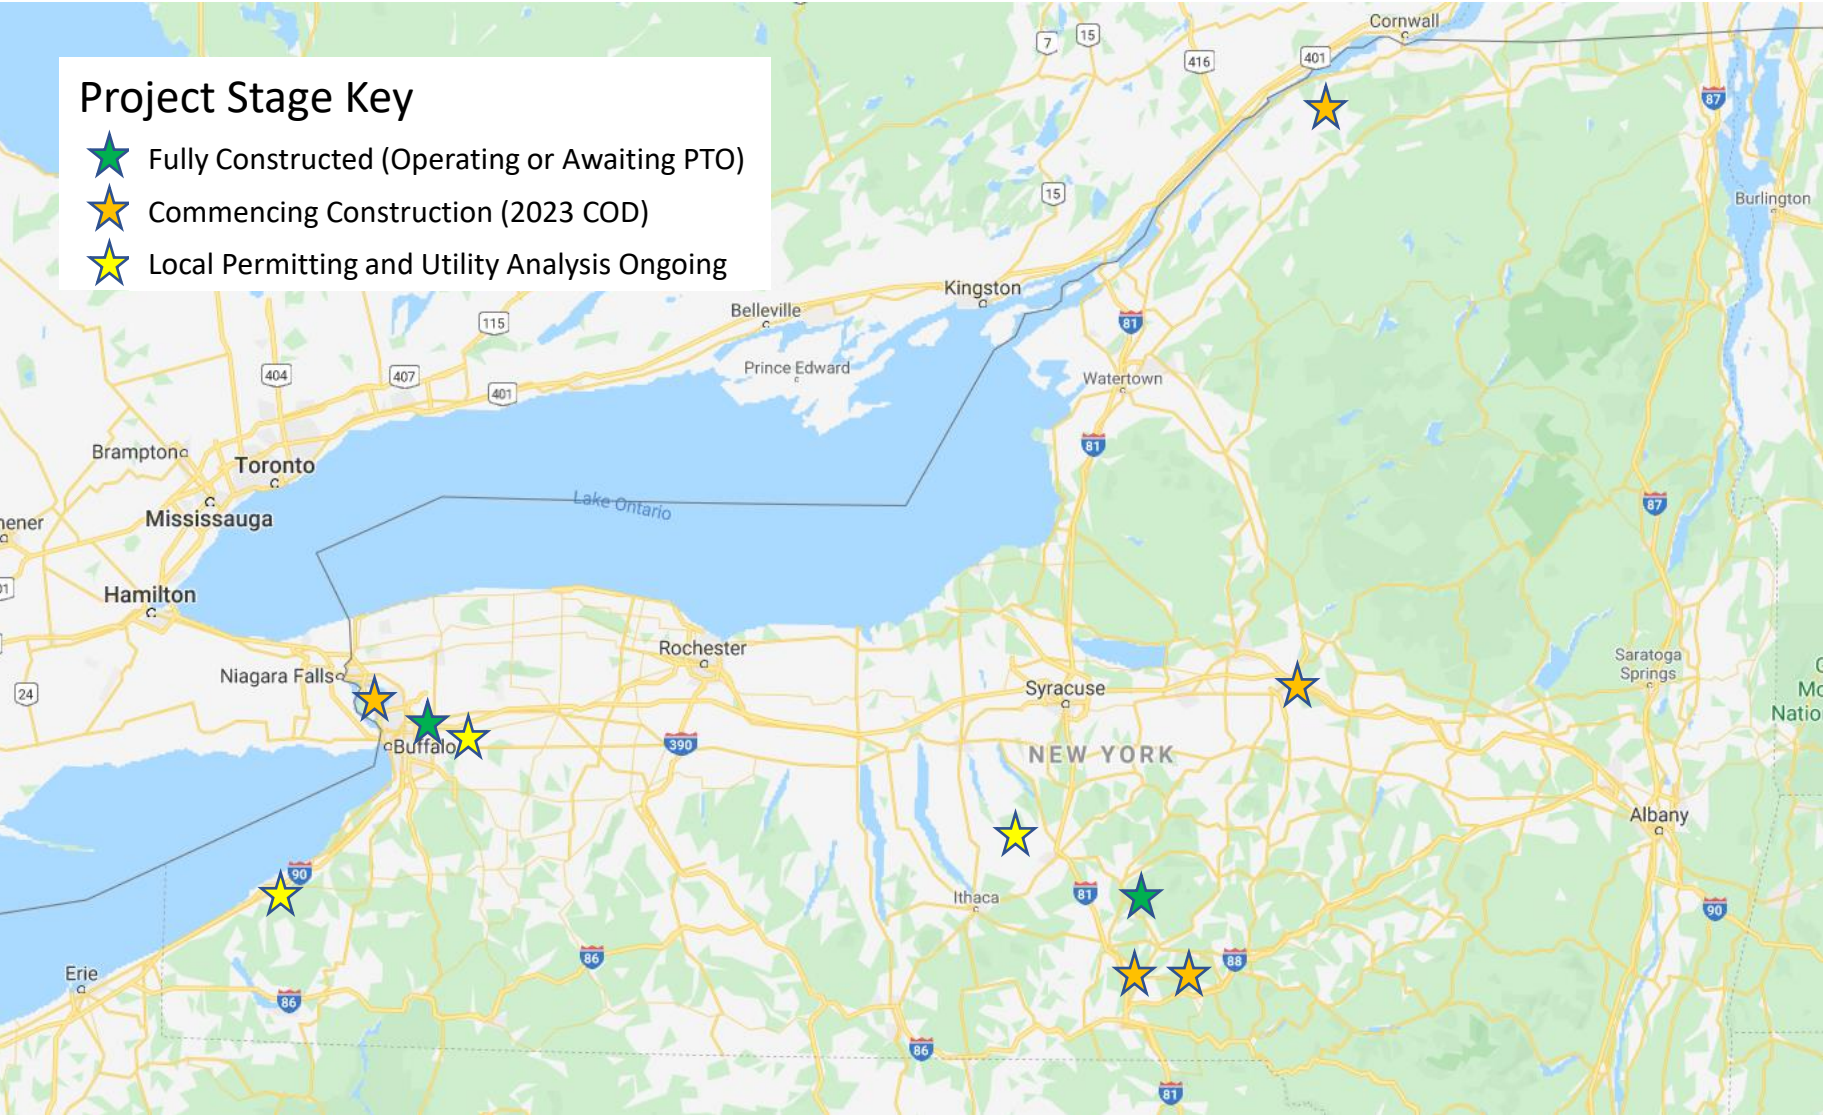 Cornwall
7
15
416
401
Project Stage Key
Fully Constructed (Operating or Awaiting PTO)
Commencing Construction (2023 COD)
Local Permitting and Utility Analysis Ongoing
87
15
Burlington
Kingston
Belleville
115
81
Prince Edward
Watertown
404
407
401
81
Brampton
Toronto
Lake Ontario
87
Mississauga
ener
Hamilton
24
Niagara Falls
Rochester
Syracuse
Saratoga
Springs
G
Mo
Natio
Buffalo
390
NEW YORK
Albany
90
Ithaca
81
90
86
88
Erie
86
86
81